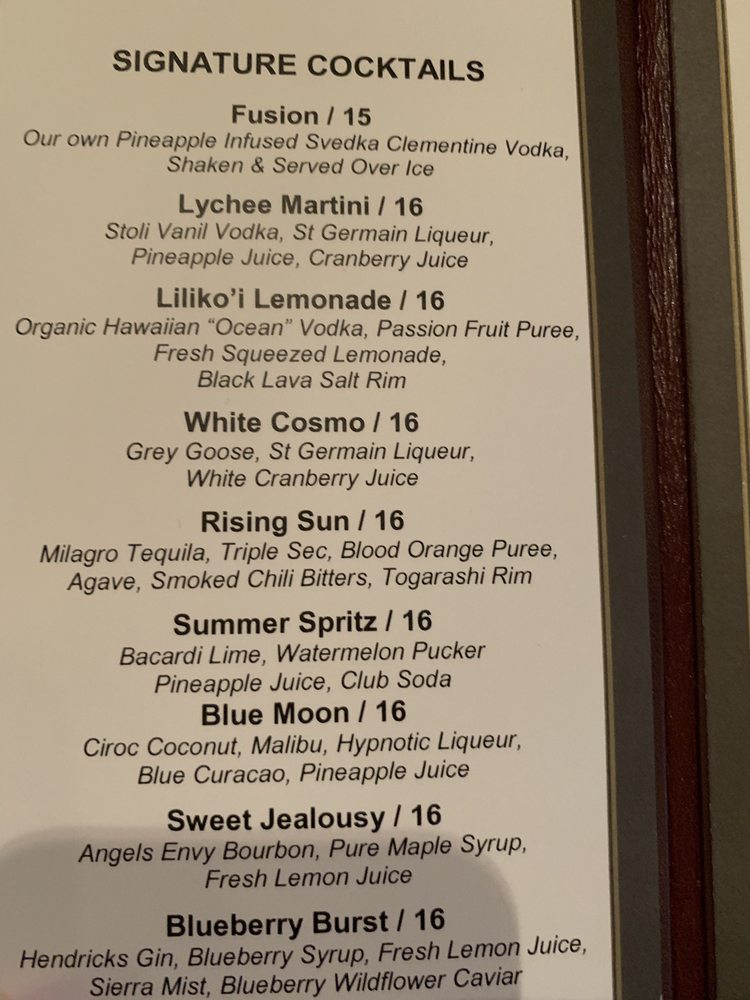 SIGNATURE COCKTAILS
Fusion / 15
Our own Pineapple Infused Svedka Clementine Vodka,
Shaken & Served Over Ice
Lychee Martini / 16
Stoli Vanil Vodka, St Germain Liqueur,
Pineapple Juice, Cranberry Juice
Liliko’i Lemonade / 16
Organic Hawaiian “Ocean” Vodka, Passion Fruit Puree,
Fresh Squeezed Lemonade,
Black Lava Salt Rim
White Cosmo / 16
Grey Goose, St Germain Liqueur,
White Cranberry Juice
Rising Sun / 16
Milagro Tequila, Triple Sec, Blood Orange Puree,
Agave, Smoked Chili Bitters, Togarashi Rim
Summer Spritz / 16
Bacardi Lime, Watermelon Pucker
Pineapple Juice, Club Soda
Blue Moon / 16
Ciroc Coconut, Malibu, Hypnotic Liqueur,
Blue Curacao, Pineapple Juice
Sweet Jealousy / 16
Angels Envy Bourbon, Pure Maple Syrup,
Fresh Lemon Juice
Blueberry Burst / 16
Hendricks Gin, Blueberry Syrup, Fresh Lemon Juice,
Sierra Mist, Blueberry Wildflower Caviar